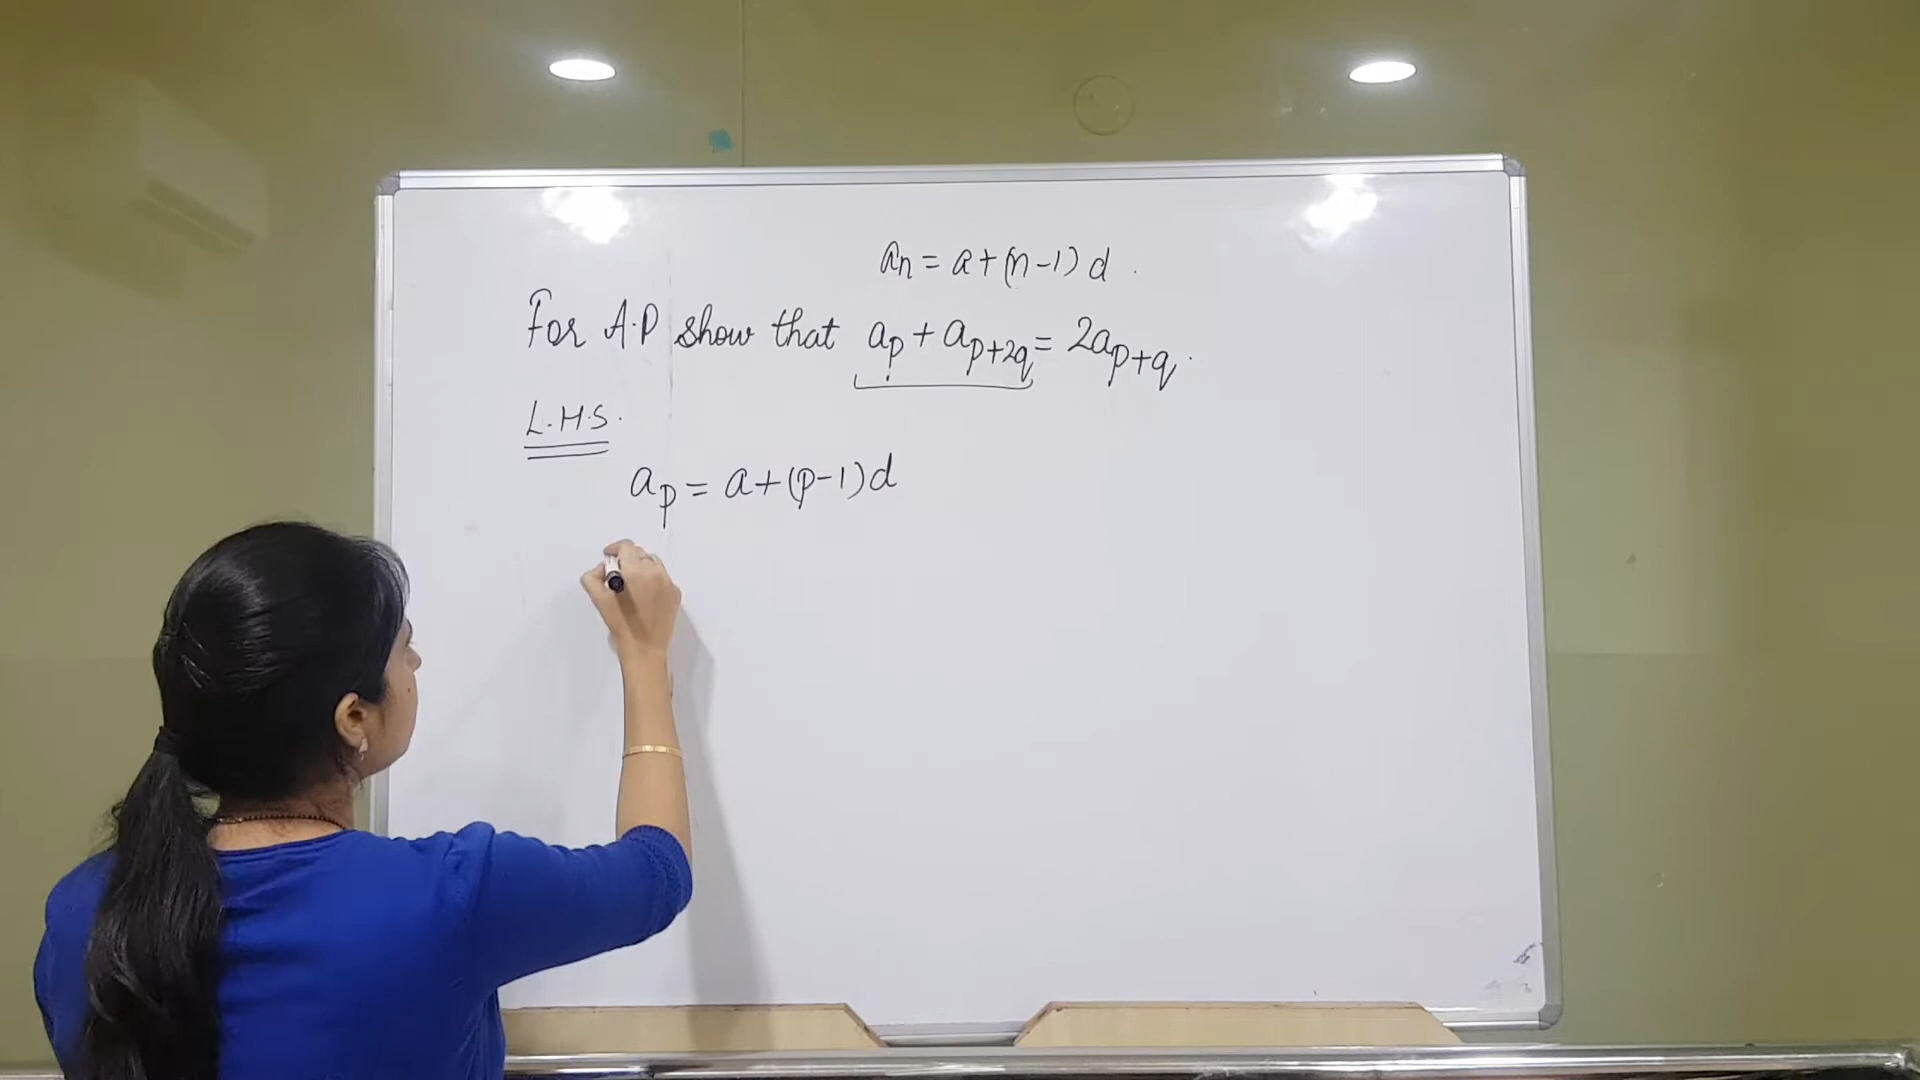 an = a+(n-1) d .
For A.P show that ap + ap+2q = 2ap+q .
L.H.S.
ap = a+(p-1)d